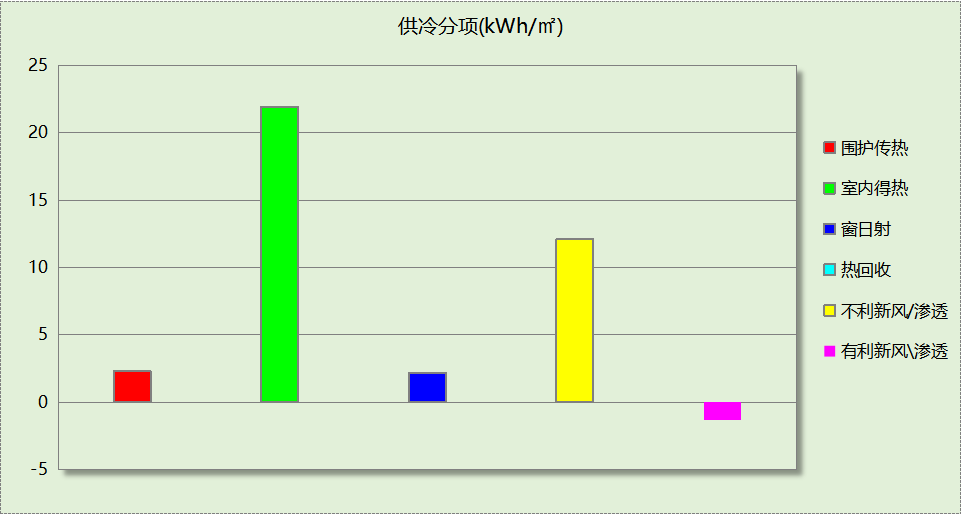 供冷分项(kWh/㎡)
25
20
15
10
5
0
-5
围护传热
室内得热
窗日射
热回收
不利新风/渗透
有利新风\渗透